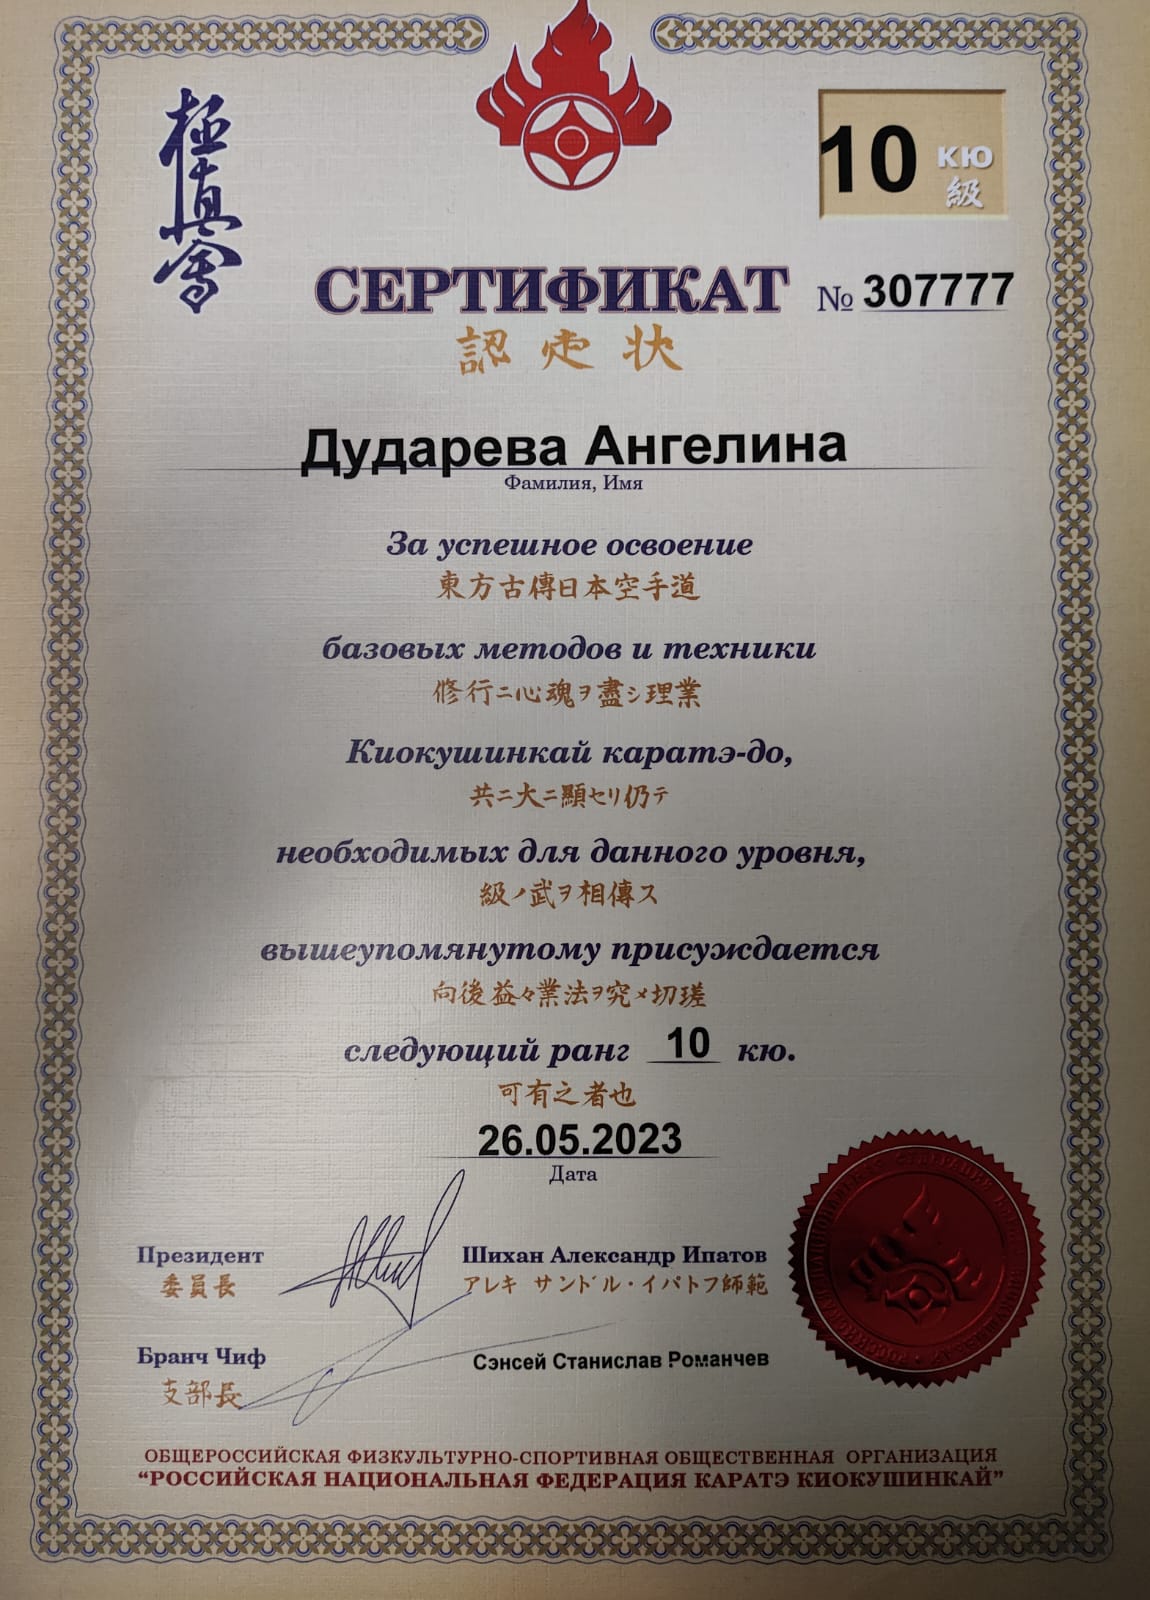 極真會
10 кю
級
СЕРТИФИКАТ № 307777
認定状
Дударева Ангелина
Фамилия, Имя
За успешное освоение
東方古傳日本空手道
базовых методов и техники
修行ニ心魂ヲ盡シ理業
Киокушинкай каратэ-до,
共ニ大ニ顯セリ仍テ
необходимых для данного уровня,
級ノ武ヲ相傳ス
вышеупомянутому присуждается
向後益々業法ヲ究メ切瑳
следующий ранг 10 кю.
可有之者也
26.05.2023
Дата
Президент Шихан Александр Ипатов
委員長 アレキサンドル・イパトフ師範
Бранч Чиф Сэнсей Станислав Романчев
支部長
ОБЩЕРОССИЙСКАЯ ФИЗКУЛЬТУРНО-СПОРТИВНАЯ ОБЩЕСТВЕННАЯ ОРГАНИЗАЦИЯ
“РОССИЙСКАЯ НАЦИОНАЛЬНАЯ ФЕДЕРАЦИЯ КАРАТЭ КИОКУШИНКАЙ”